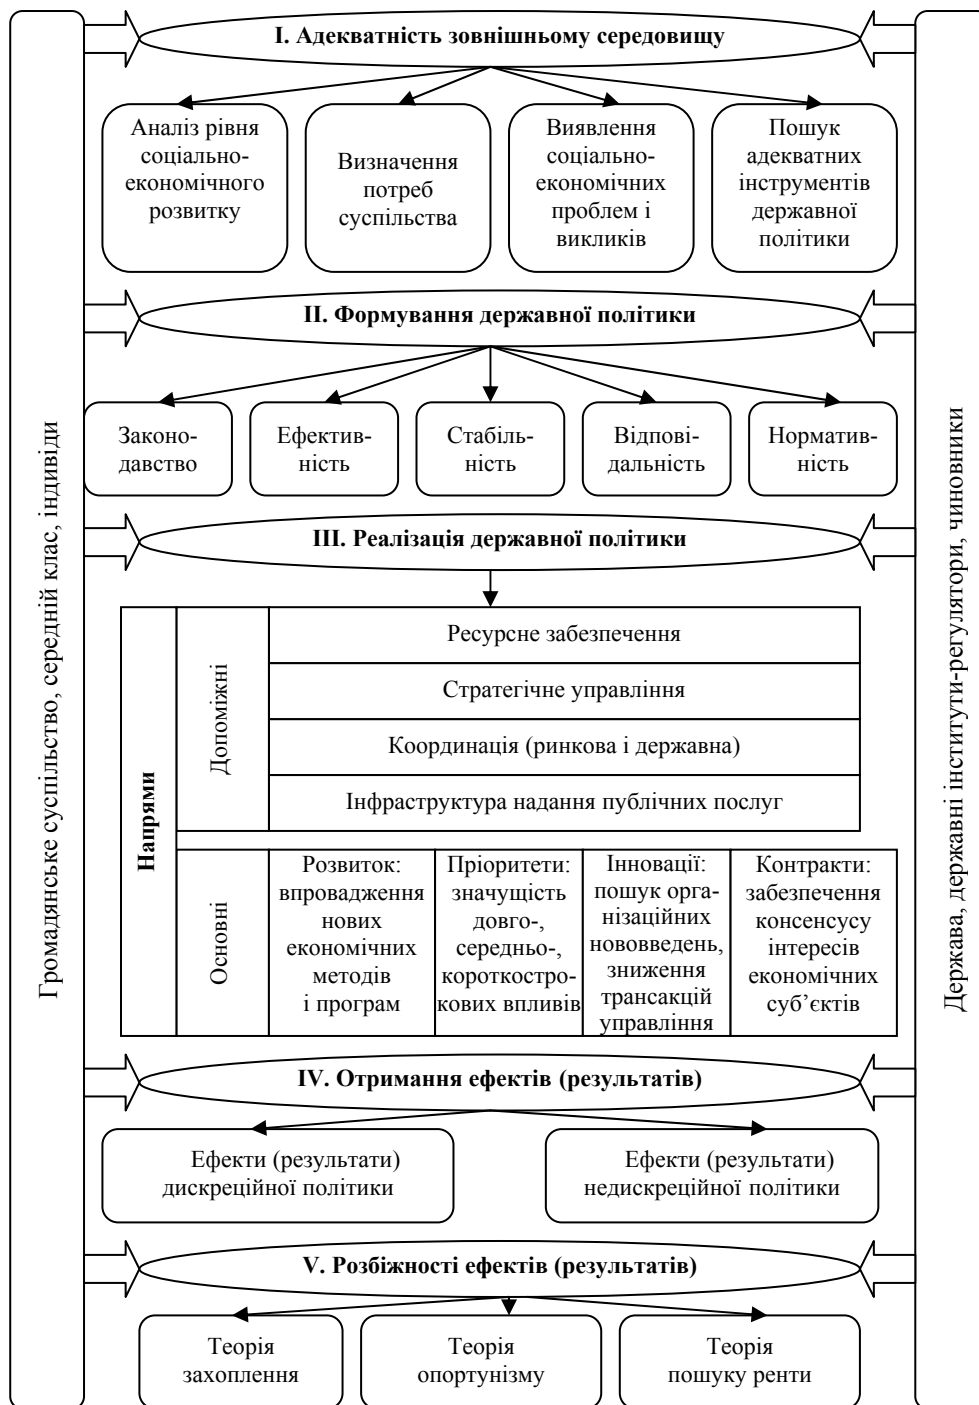 Громадянське суспільство, середній клас, індивіди
І. Адекватність зовнішньому середовищу
Аналіз рівня
соціально-
економічного
розвитку
Визначення
потреб
суспільства
Виявлення
соціально-
економічних
проблем і
викликів
Пошук
адекватних
інструментів
державної
політики
ІІ. Формування державної політики
Законо-
давство
Ефектив-
ність
Стабіль-
ність
Відпові-
дальність
Норматив-
ність
ІІІ. Реалізація державної політики
Напрями
Допоміжні
Ресурсне забезпечення
Стратегічне управління
Координація (ринкова і державна)
Інфраструктура надання публічних послуг
Основні
Розвиток:
впровадження
нових
економічних
методів
і програм
Пріоритети:
значущість
довго-,
середньо-,
короткостро-
кових впливів
Інновації:
пошук орга-
нізаційних
нововведень,
зниження
трансакцій
управління
Контракти:
забезпечення
консенсусу
інтересів
економічних
суб’єктів
IV. Отримання ефектів (результатів)
Ефекти (результати)
дискреційної політики
Ефекти (результати)
недискреційної політики
V. Розбіжності ефектів (результатів)
Теорія
захоплення
Теорія
опортунізму
Теорія
пошуку ренти
Держава, державні інститути-регулятори, чиновники